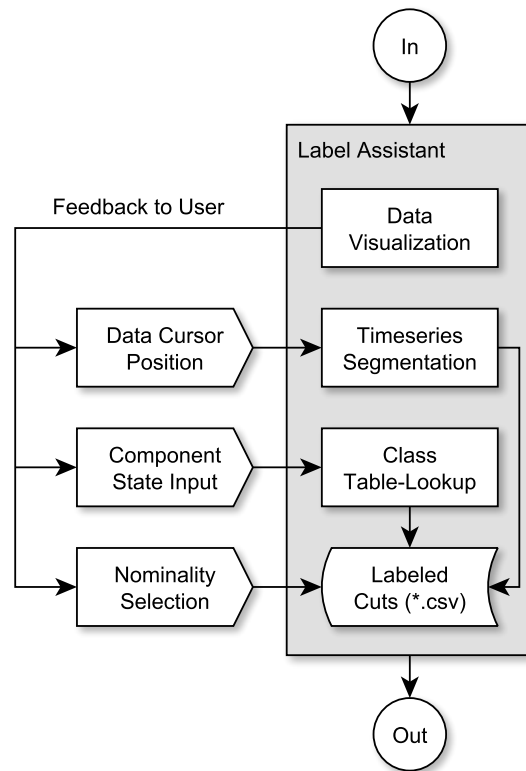 In
Label Assistant
Feedback to User
Data
Visualization
Data Cursor
Position
Timeseries
Segmentation
Component
State Input
Class
Table-Lookup
Nominality
Selection
Labeled
Cuts (*.csv)
Out